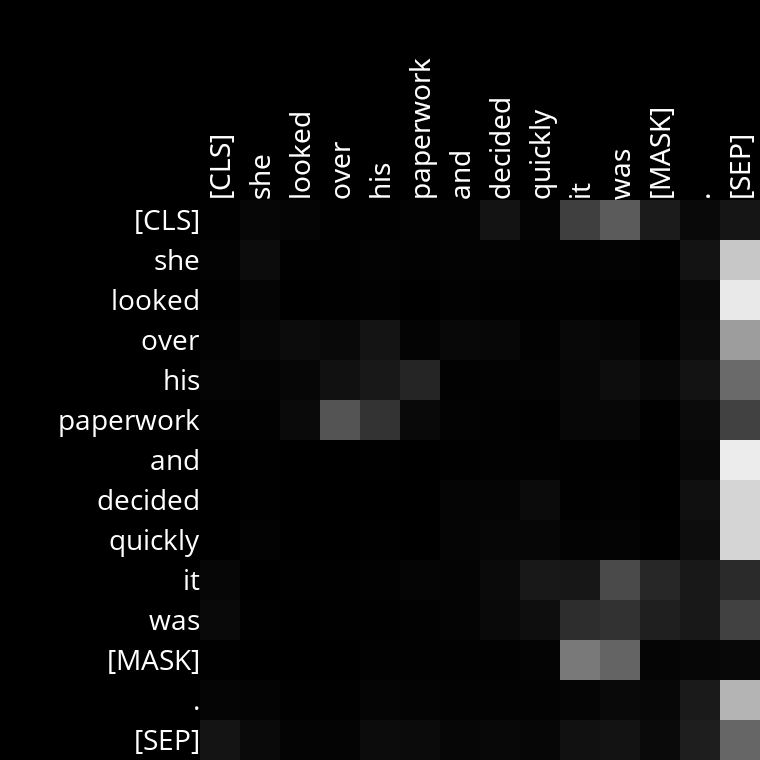 [CLS] she looked over his paperwork and decided quickly it was [MASK] . [SEP]
[CLS]
she
looked
over
his
paperwork
and
decided
quickly
it
was
[MASK]
.
[SEP]